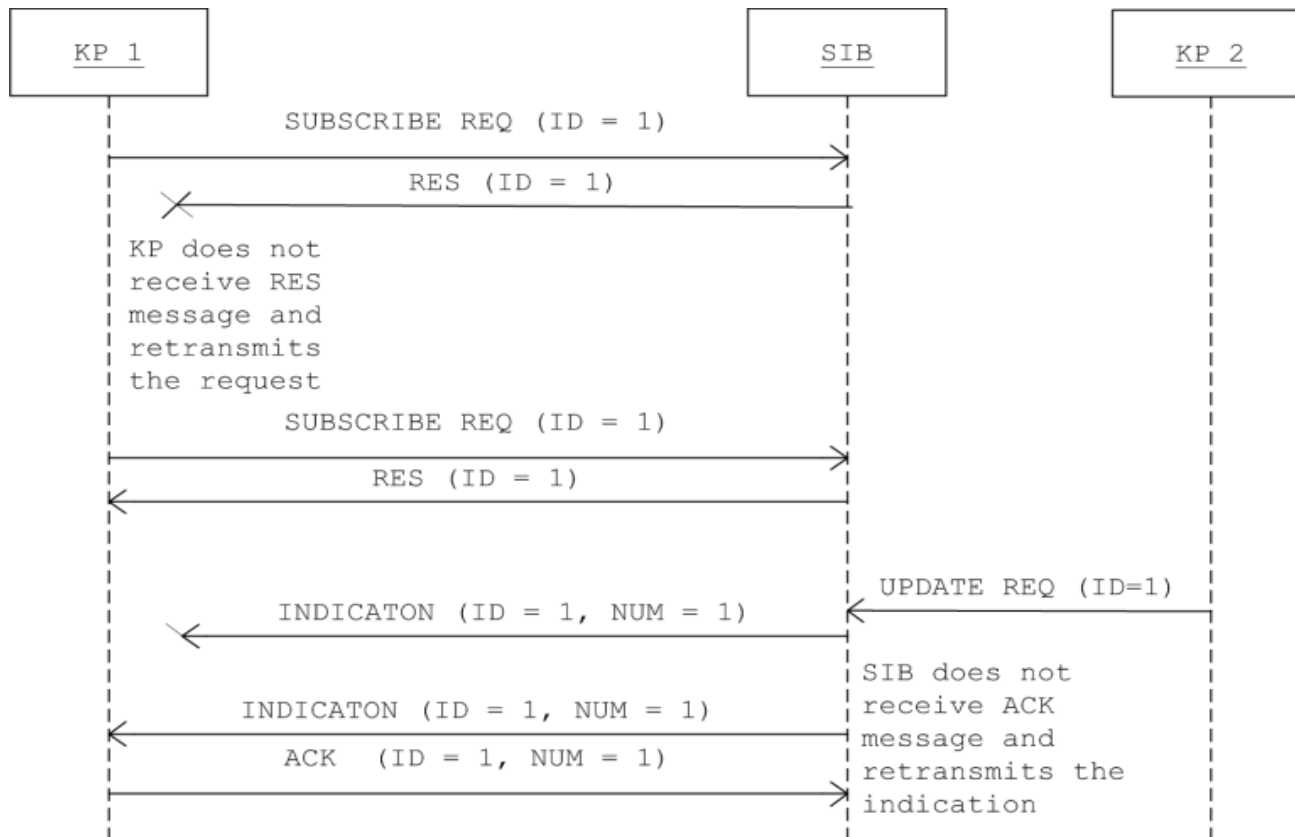 KP 1
SIB
KP 2
SUBSCRIBE REQ (ID = 1)
RES (ID = 1)
KP does not
receive RES
message and
retransmits
the request
SUBSCRIBE REQ (ID = 1)
RES (ID = 1)
UPDATE REQ (ID=1)
INDICATON (ID = 1, NUM = 1)
SIB does not
receive ACK
message and
retransmits the
indication
INDICATON (ID = 1, NUM = 1)
ACK (ID = 1, NUM = 1)